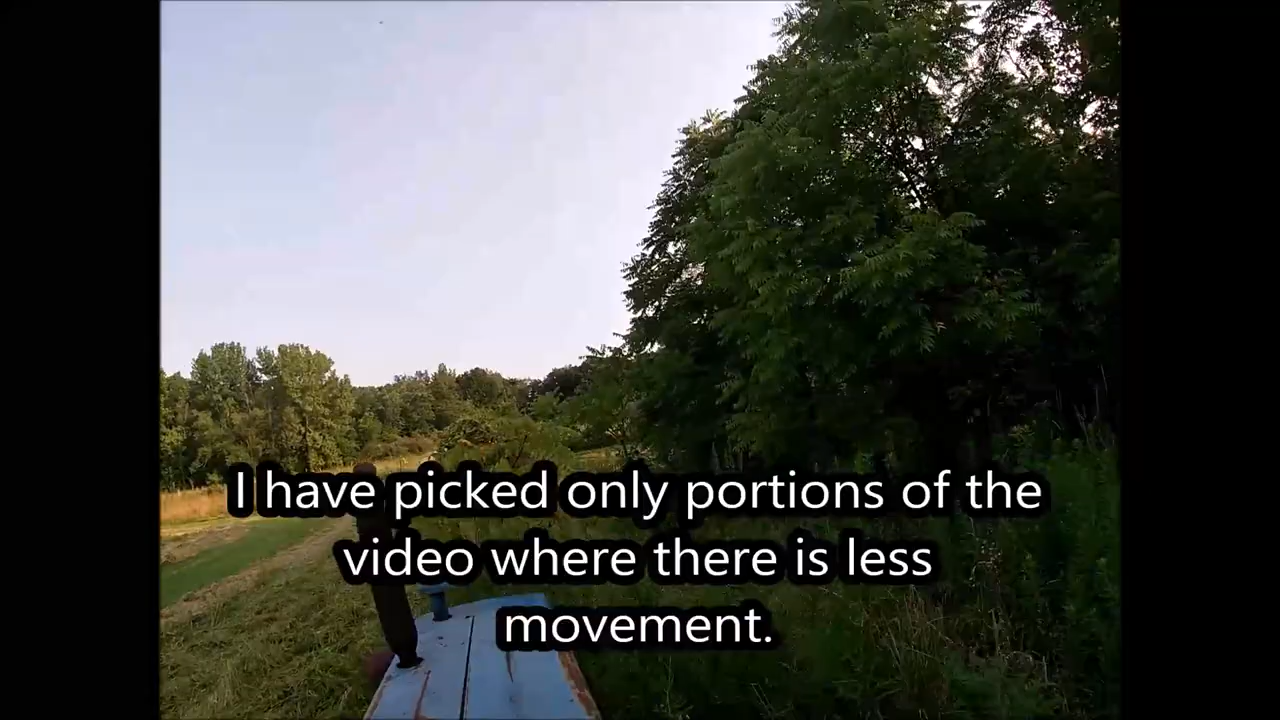 I have picked only portions of the
video where there is less
movement.